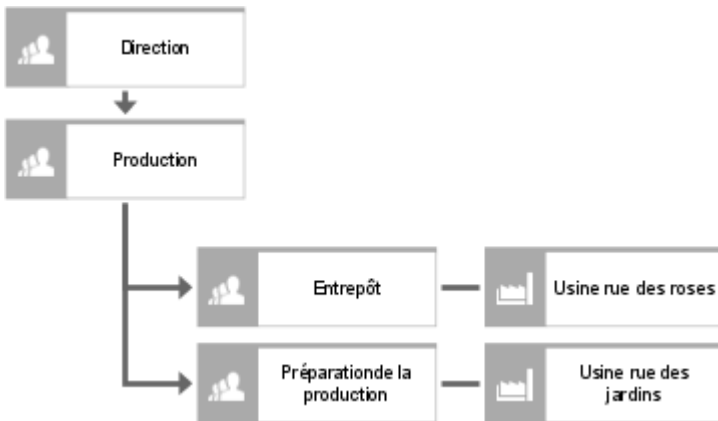 Direction
Production
Entrepôt
Usine rue des roses
Préparationde la
production
Usine rue des
jardins